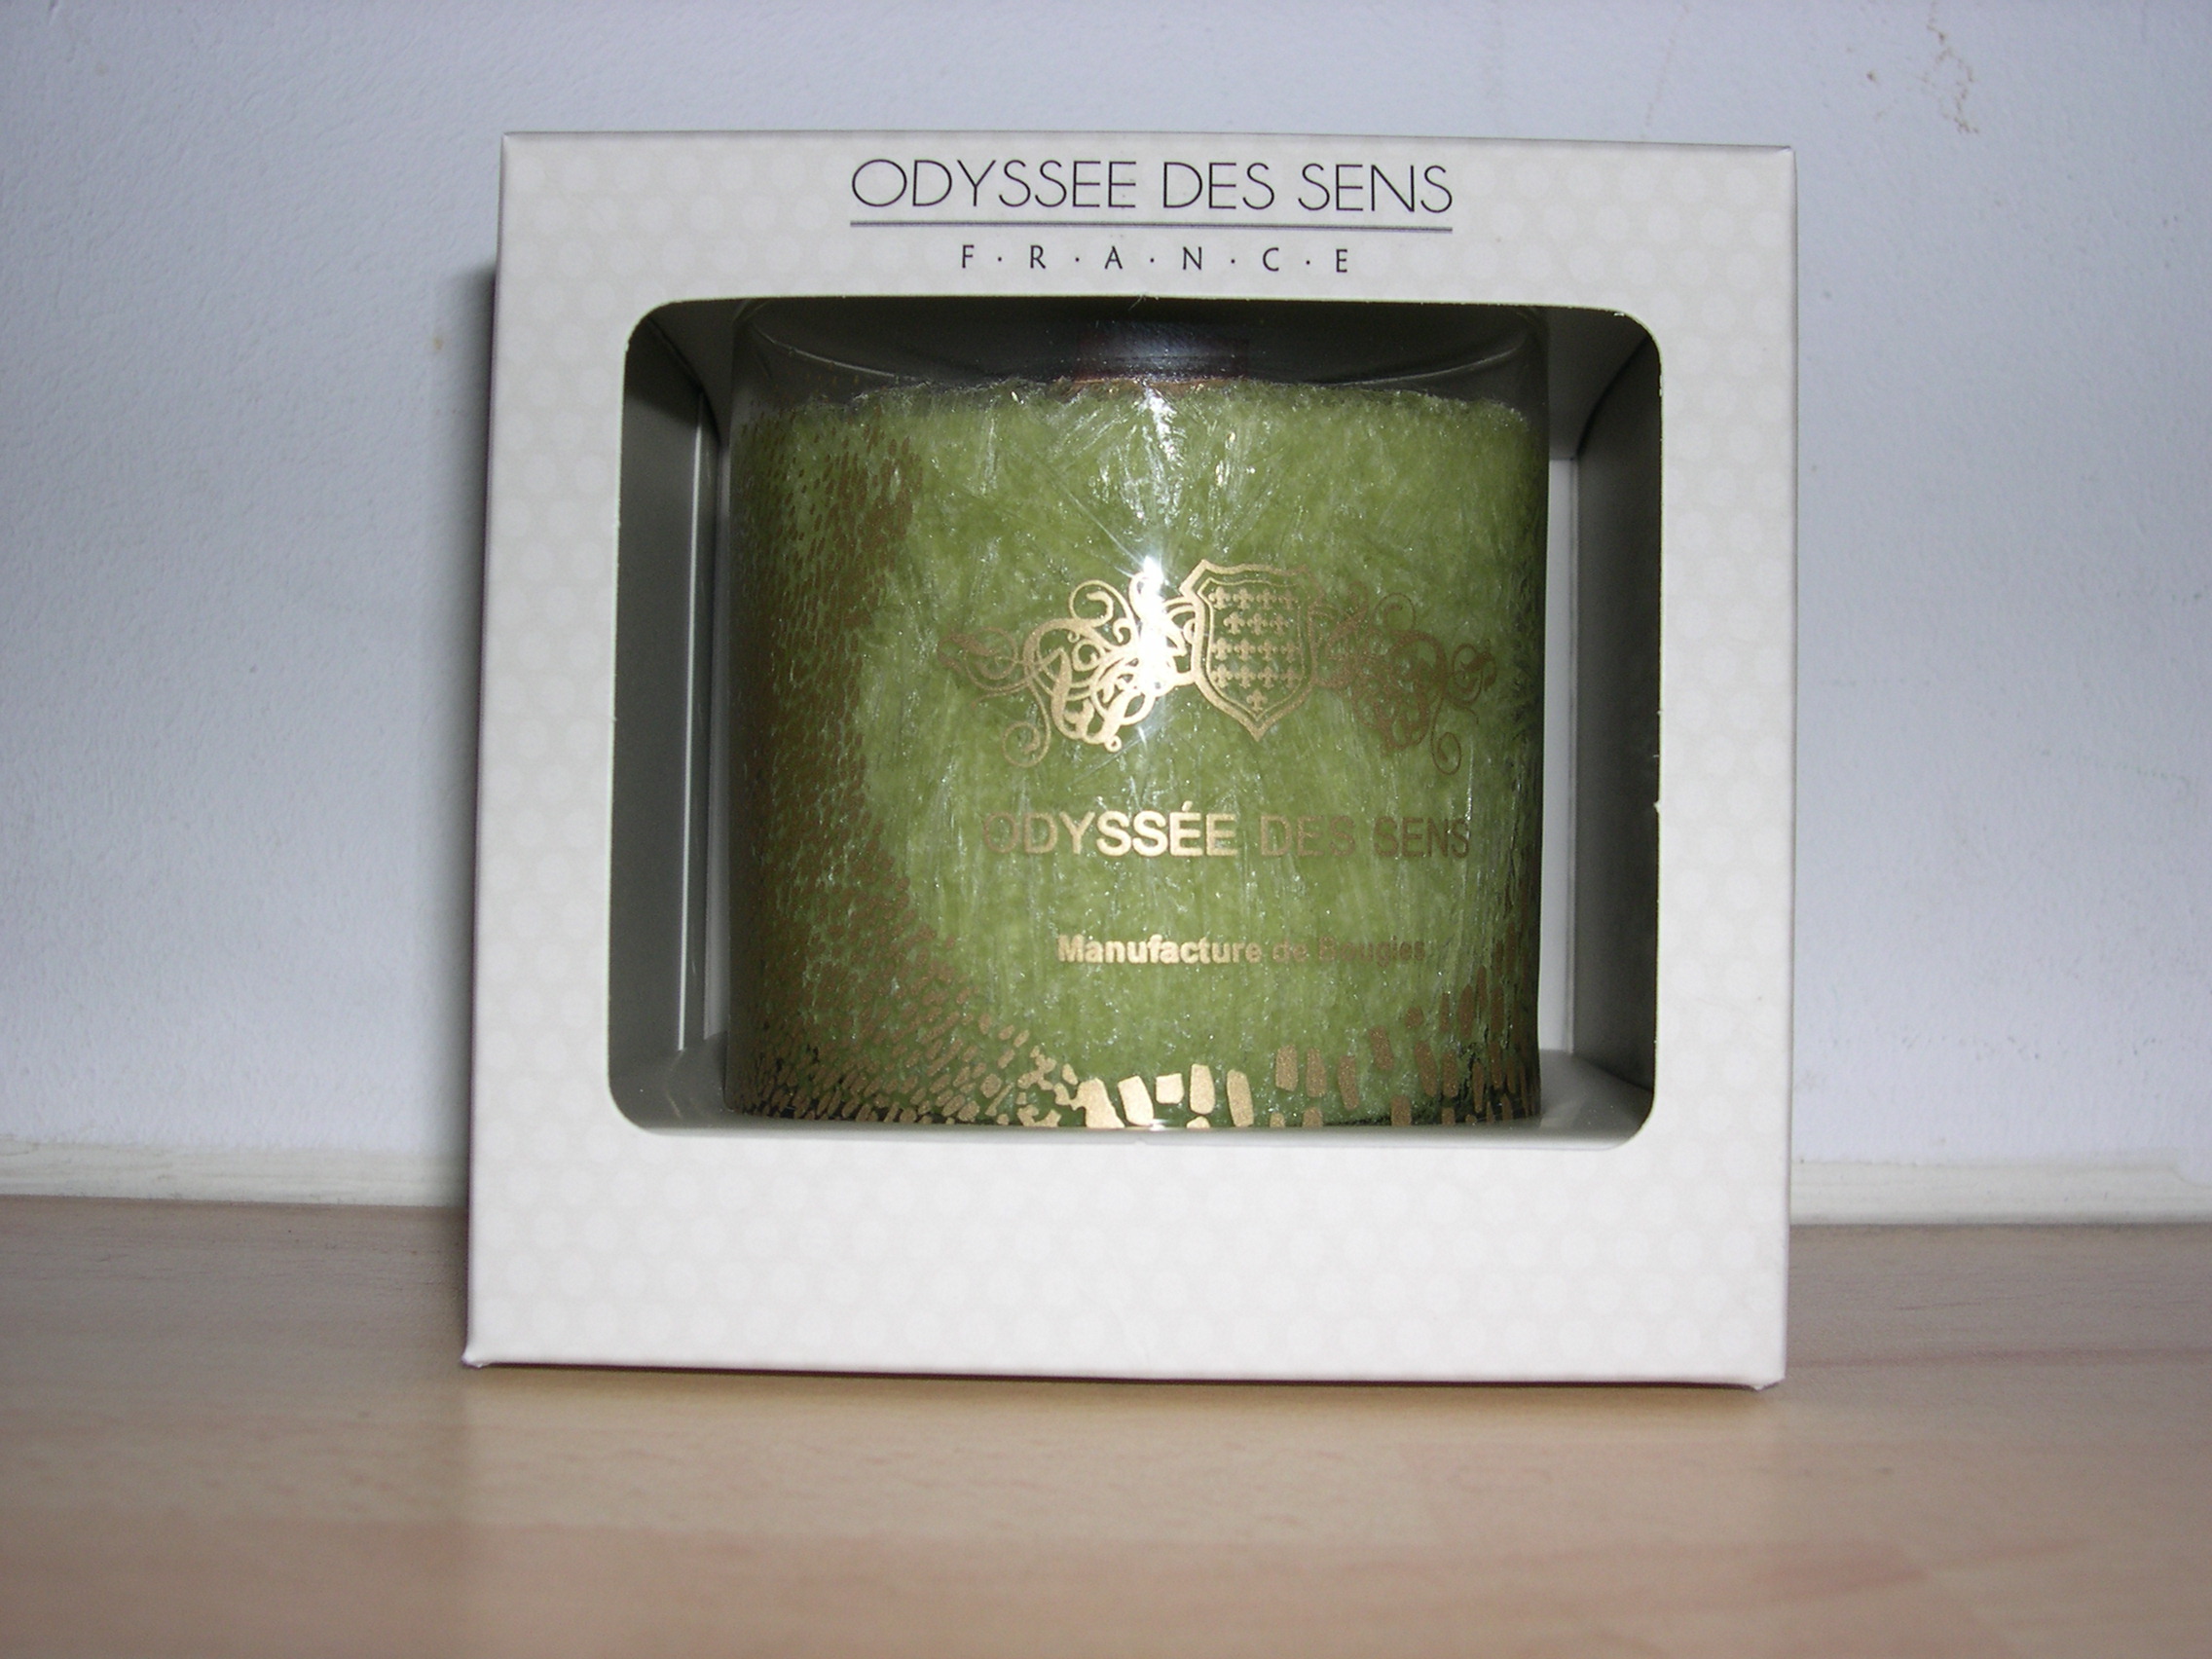 ODYSSEE DES SENS
F·R·A·N·C·E
ODYSSÉE DES SENS
Manufacture de Bougies